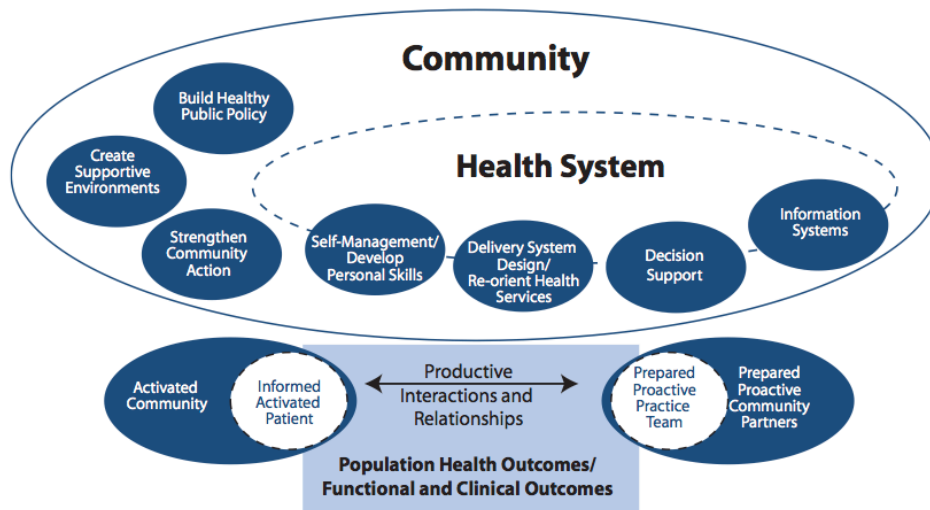 Community
Build Healthy
Public Policy
Create
Supportive
Environments
Strengthen
Community
Action
Health System
Self-Management/
Develop
Personal Skills
Delivery System
Design/
Re-orient Health
Services
Decision
Support
Information
Systems
Activated
Community
Informed
Activated
Patient
Productive
Interactions and
Relationships
Prepared
Proactive
Practice
Team
Prepared
Proactive
Community
Partners
Population Health Outcomes/
Functional and Clinical Outcomes